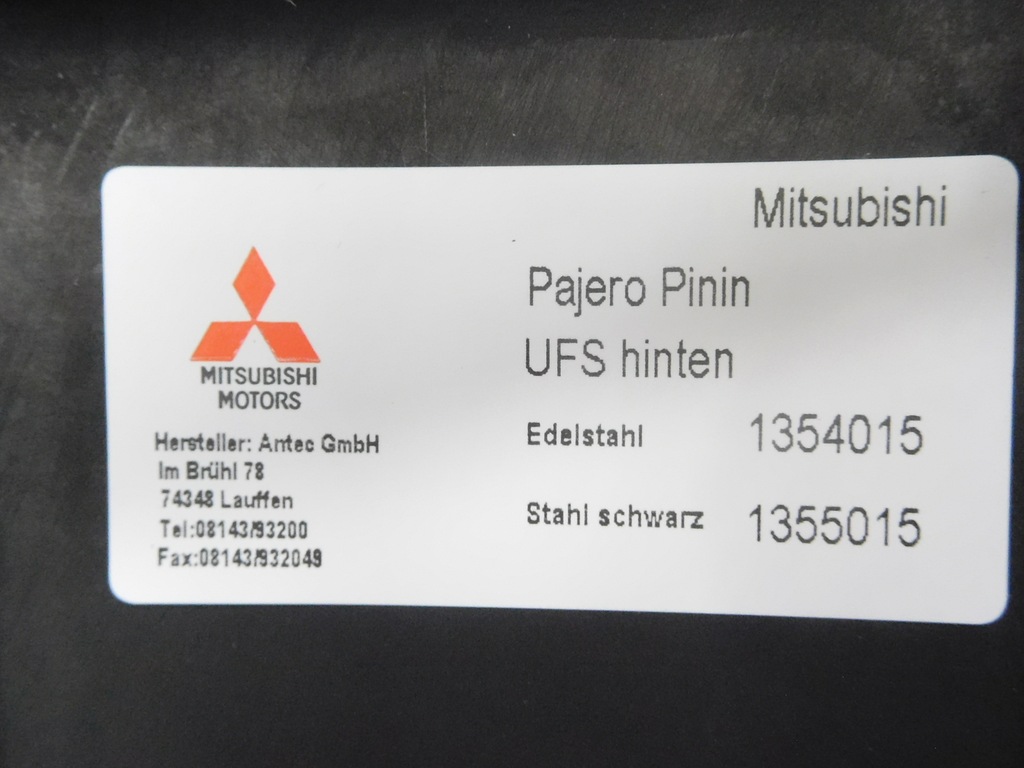 Mitsubishi
Pajero Pinin
UFS hinten
Edelstahl 1354015
Stahl schwarz 1355015
MITSUBISHI
MOTORS
Hersteller: Antec GmbH
Im Brühl 78
74348 Lauffen
Tel:08143/93200
Fax:08143/932049